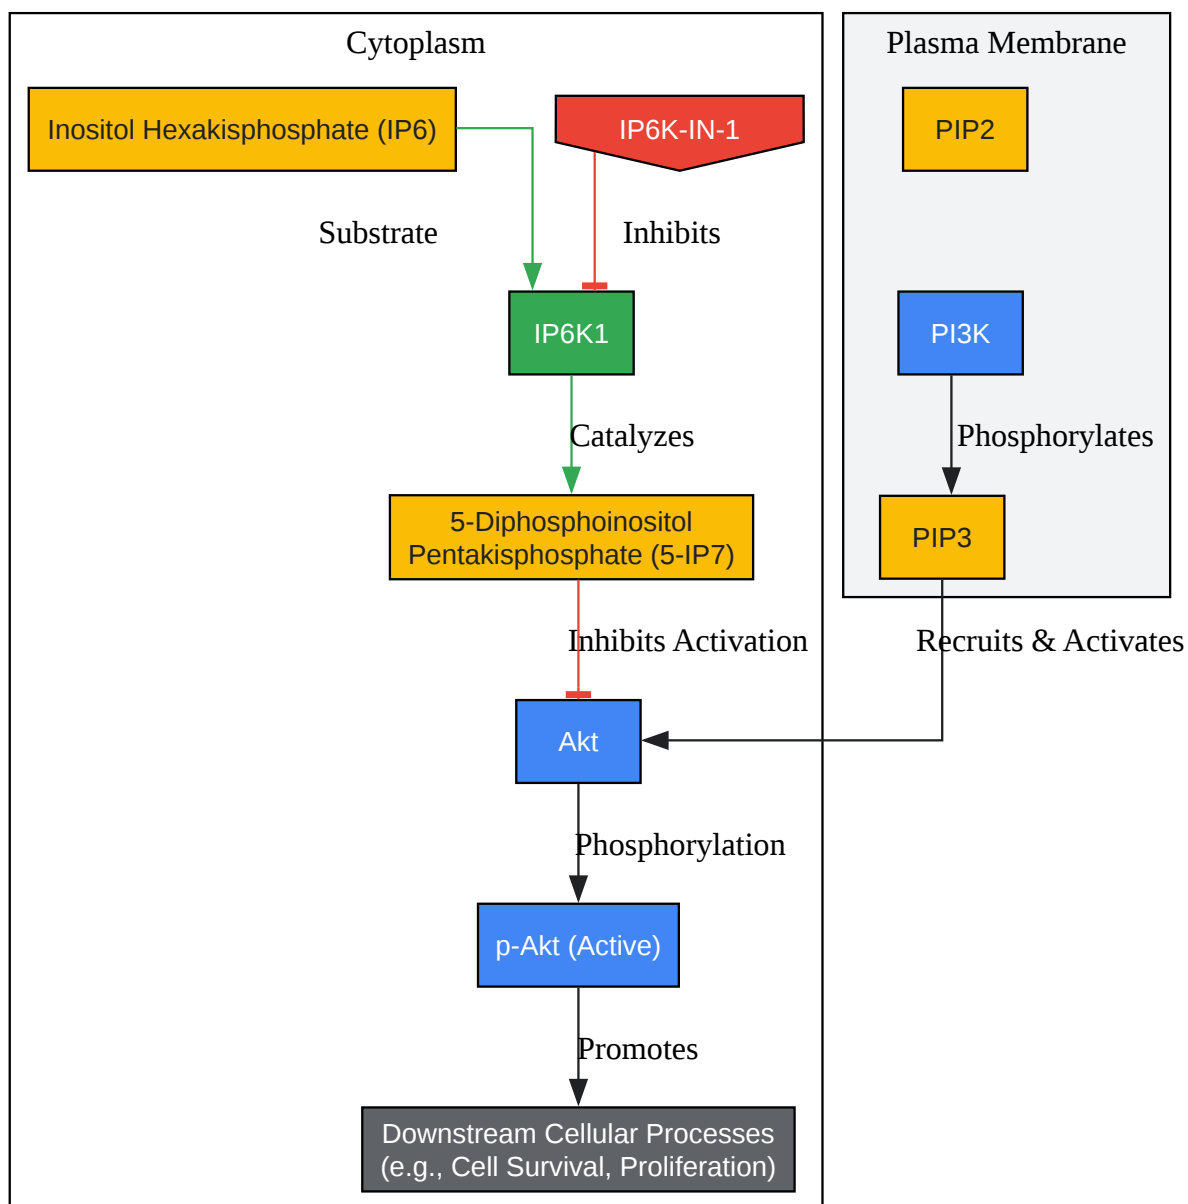 Cytoplasm
Plasma Membrane
Inositol Hexakisphosphate (IP6)
IP6K-IN-1
PIP2
Substrate
Inhibits
IP6K1
PI3K
Catalyzes
Phosphorylates
5-Diphosphoinositol
Pentakisphosphate (5-IP7)
PIP3
Inhibits Activation
Recruits & Activates
Akt
Phosphorylation
p-Akt (Active)
Promotes
Downstream Cellular Processes
(e.g., Cell Survival, Proliferation)